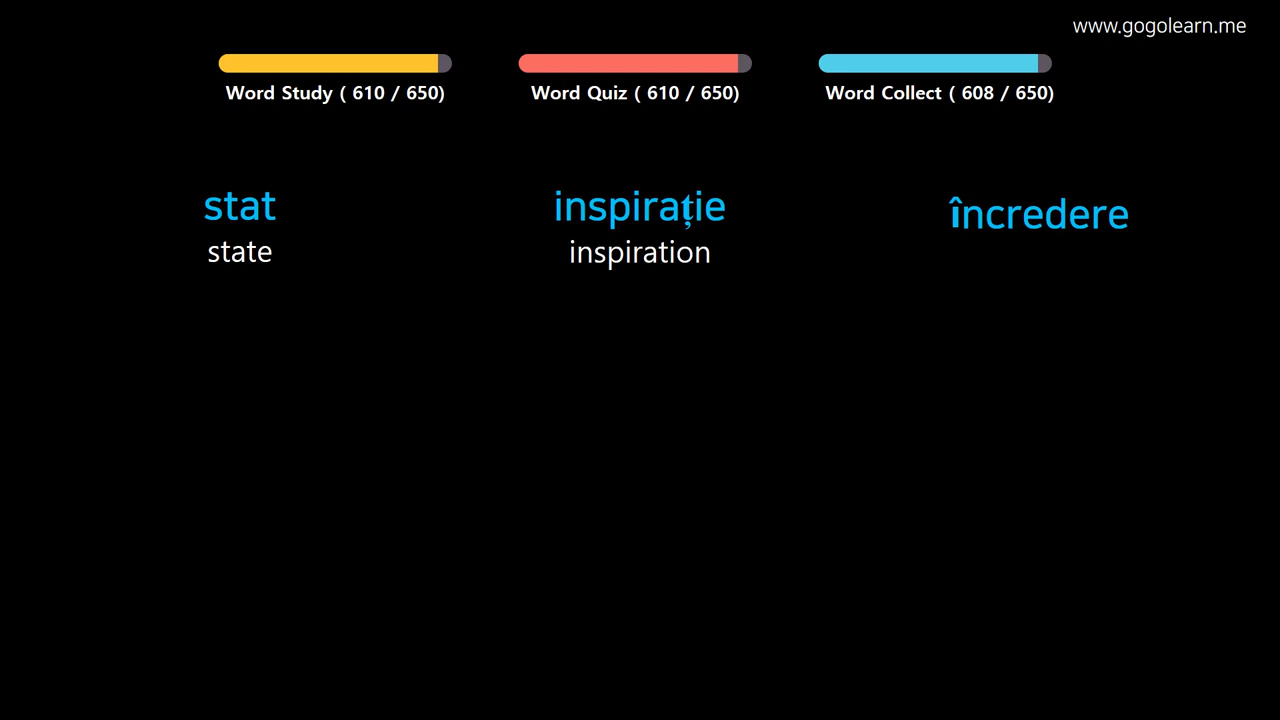 www.gogolearn.me
Word Study ( 610 / 650)
Word Quiz ( 610 / 650)
Word Collect ( 608 / 650)
stat
state
inspirație
inspiration
încredere